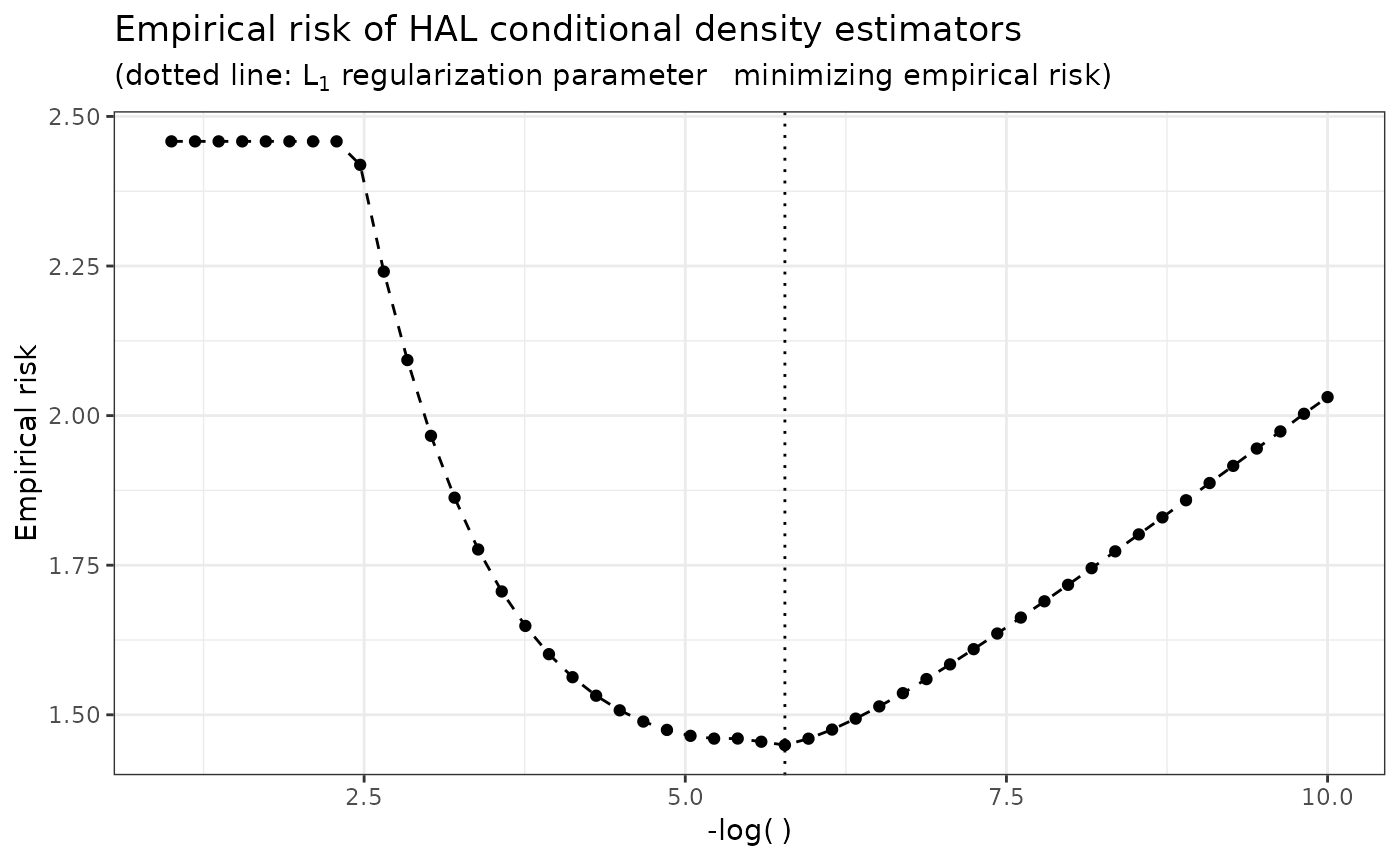 Empirical risk of HAL conditional density estimators
(dotted line: L₁ regularization parameter   minimizing empirical risk)
2.50
2.25
2.00
1.75
1.50
Empirical risk
2.5 5.0 7.5 10.0
-log( )